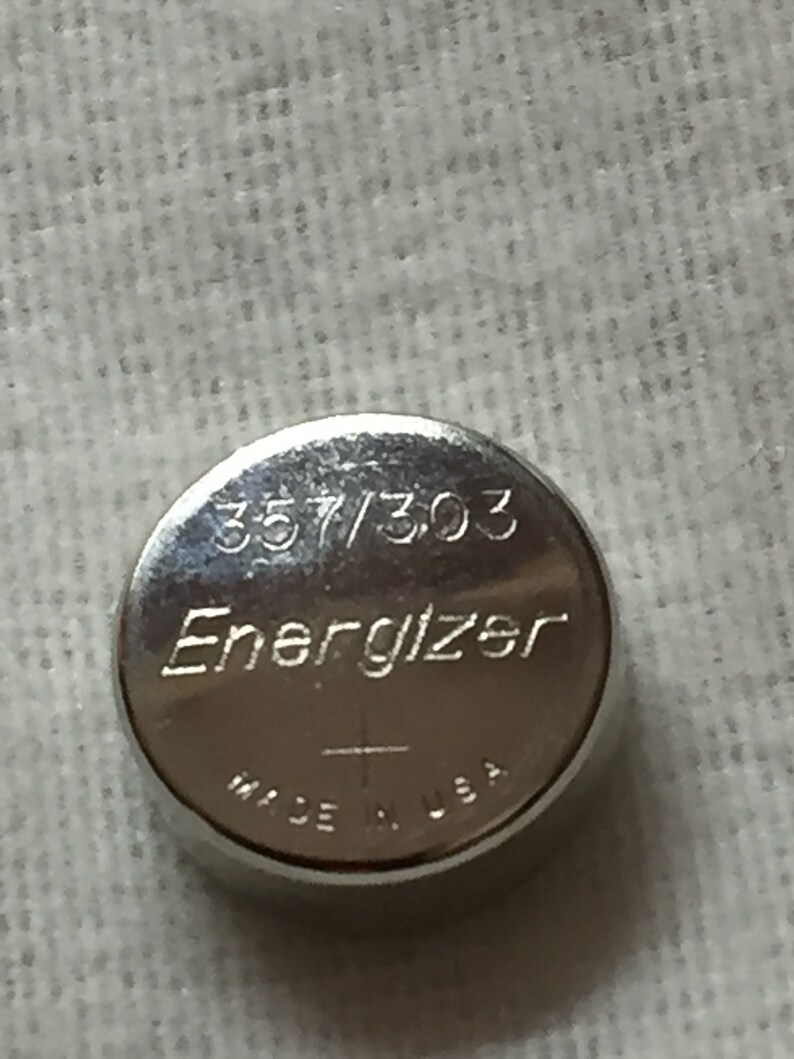 357/303
Energizer
+
MADE IN USA